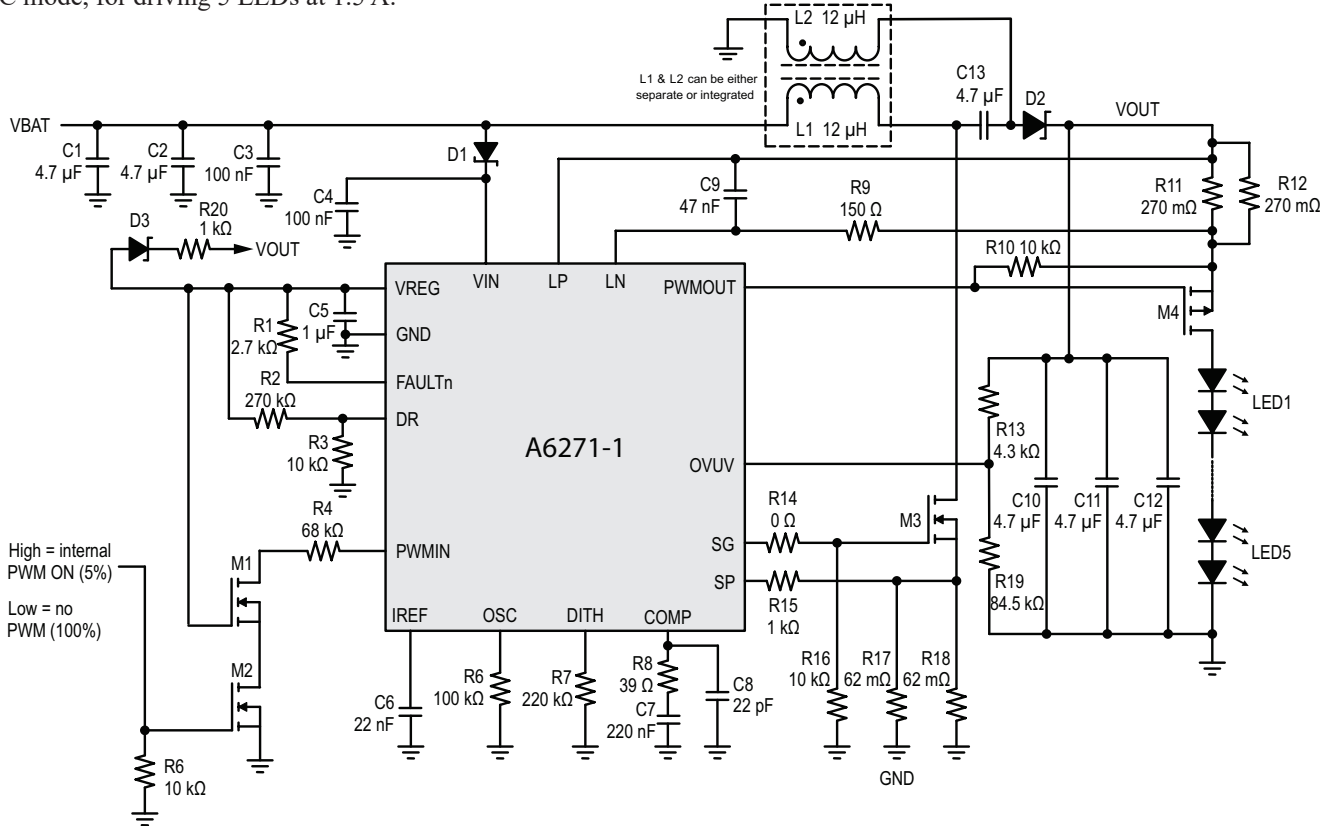 C mode, for driving 5 LEDs at 1.5 A.
L2 12 µH
L1 & L2 can be either
separate or integrated
L1 12 µH
C13
4.7 µF
D2
VOUT
VBAT
C1
4.7 µF
C2
4.7 µF
C3
100 nF
D1
C4
100 nF
C9
47 nF
R9
150 Ω
R11
270 mΩ
R12
270 mΩ
D3
R20
1 kΩ
VOUT
R10 10 kΩ
VREG
VIN
LP
LN
PWMOUT
M4
C5
1 µF
GND
R1
2.7 kΩ
FAULTn
R2
270 kΩ
DR
R3
10 kΩ
A6271-1
OVUV
R13
4.3 kΩ
LED1
C10
4.7 µF
C11
4.7 µF
C12
4.7 µF
R4
68 kΩ
PWMIN
R14
0 Ω
M3
SG
SP
R15
1 kΩ
R19
84.5 kΩ
LED5
High = internal
PWM ON (5%)
Low = no
PWM (100%)
M1
M2
IREF
OSC
DITH
COMP
R6
10 kΩ
C6
22 nF
R6
100 kΩ
R7
220 kΩ
R8
39 Ω
C7
220 nF
C8
22 pF
R16
10 kΩ
R17
62 mΩ
R18
62 mΩ
GND